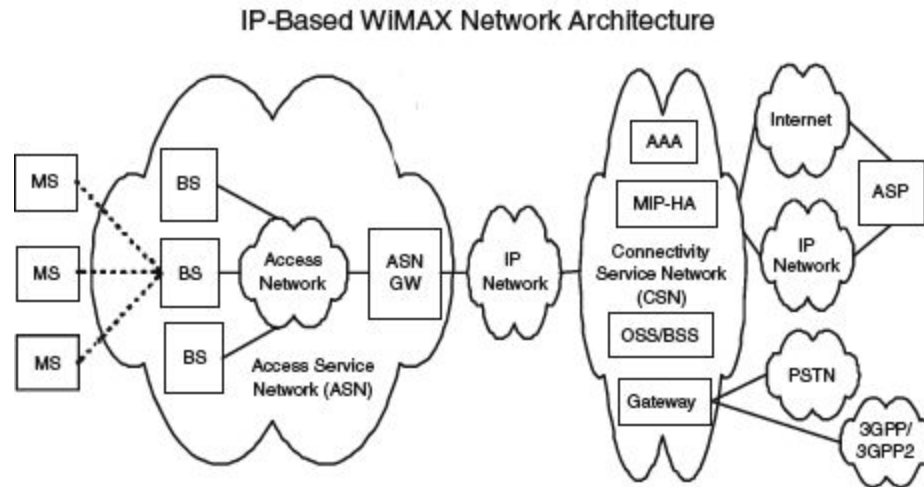 IP-Based WiMAX Network Architecture
MS
MS
MS
BS
BS
BS
Access
Network
ASN
GW
Access Service
Network (ASN)
IP
Network
AAA
MIP-HA
Connectivity
Service Network
(CSN)
OSS/BSS
Gateway
Internet
IP
Network
ASP
PSTN
3GPP/
3GPP2